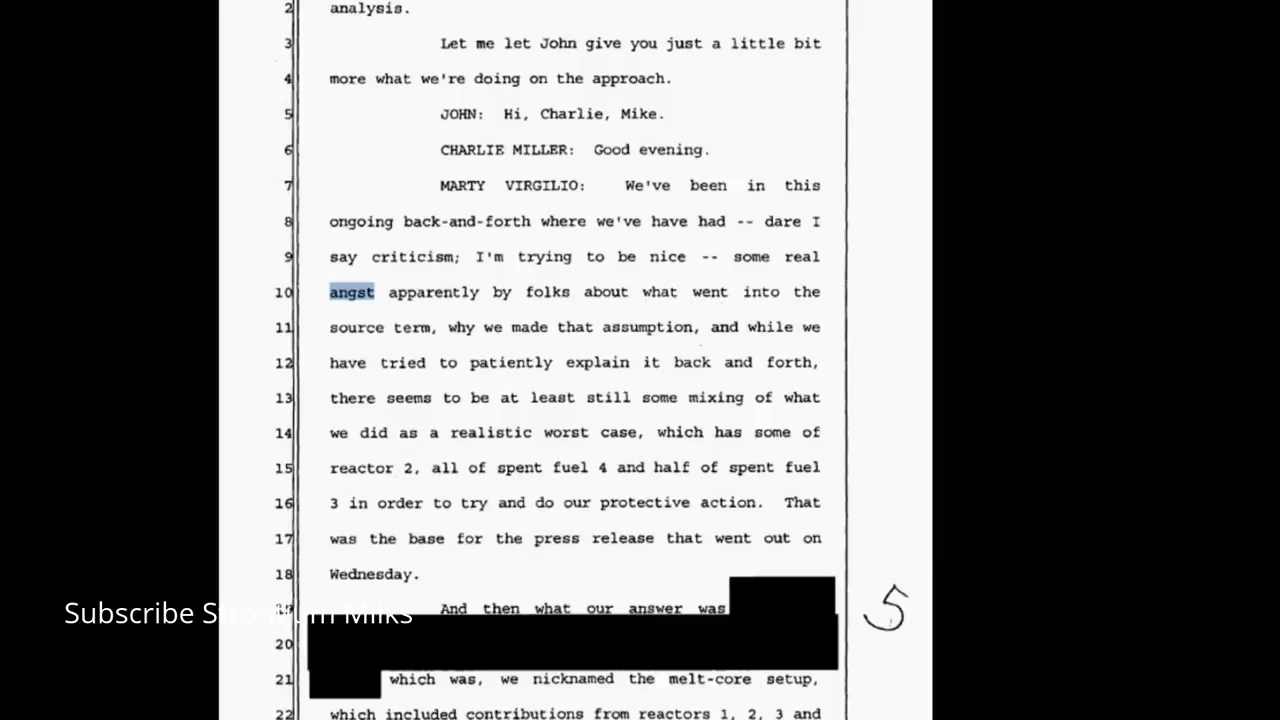 2 analysis.
3 Let me let John give you just a little bit
4 more what we're doing on the approach.
5 JOHN: Hi, Charlie, Mike.
6 CHARLIE MILLER: Good evening.
7 MARTY VIRGILIO: We've been in this
8 ongoing back-and-forth where we've have had -- dare I
9 say criticism; I'm trying to be nice -- some real
10 angst apparently by folks about what went into the
11 source term, why we made that assumption, and while we
12 have tried to patiently explain it back and forth,
13 there seems to be at least still some mixing of what
14 we did as a realistic worst case, which has some of
15 reactor 2, all of spent fuel 4 and half of spent fuel
16 3 in order to try and do our protective action. That
17 was the base for the press release that went out on
18 Wednesday.
19 And then what our answer was
5
Subscribe Strontium Milks
20
21 which was, we nicknamed the melt-core setup,
22 which included contributions from reactors 1, 2, 3 and